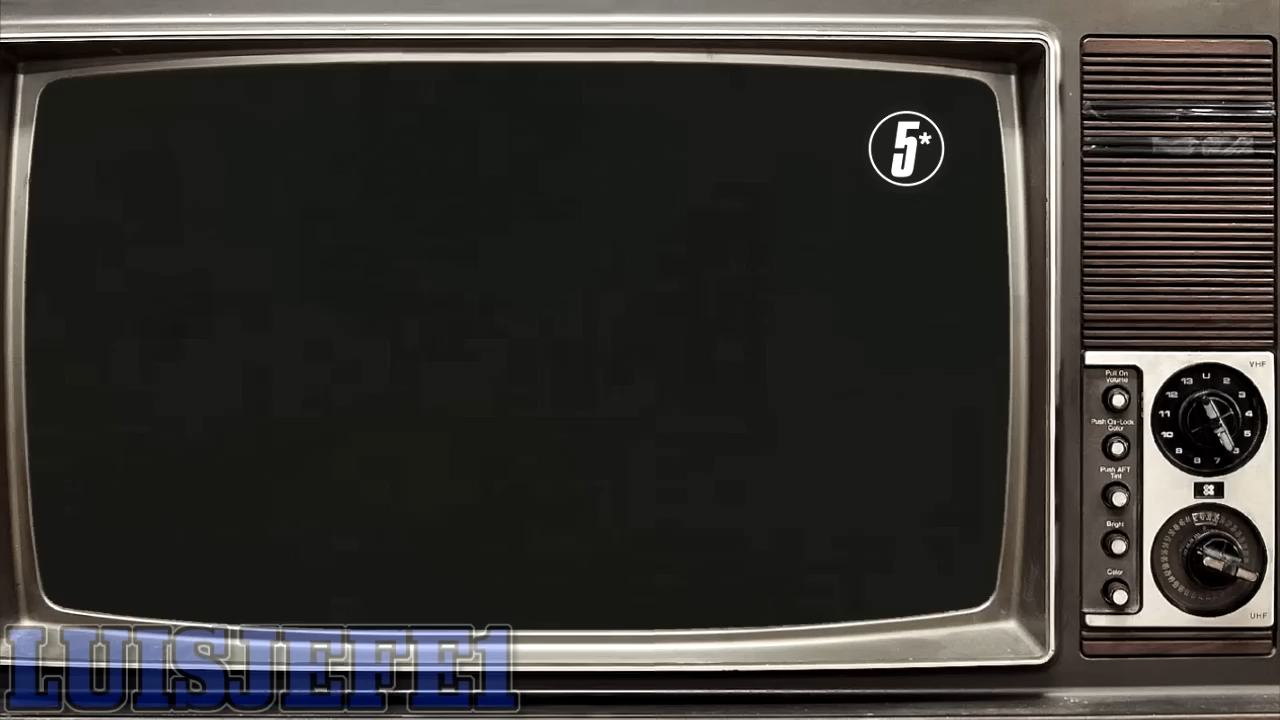 5*
VHF
Pull On
Volume
Push On-Lock
Color
Push AFT
Tint
Bright
Color
U
2
3
4
5
7
8
9
10
11
12
13
UHF
LUISJEFE1